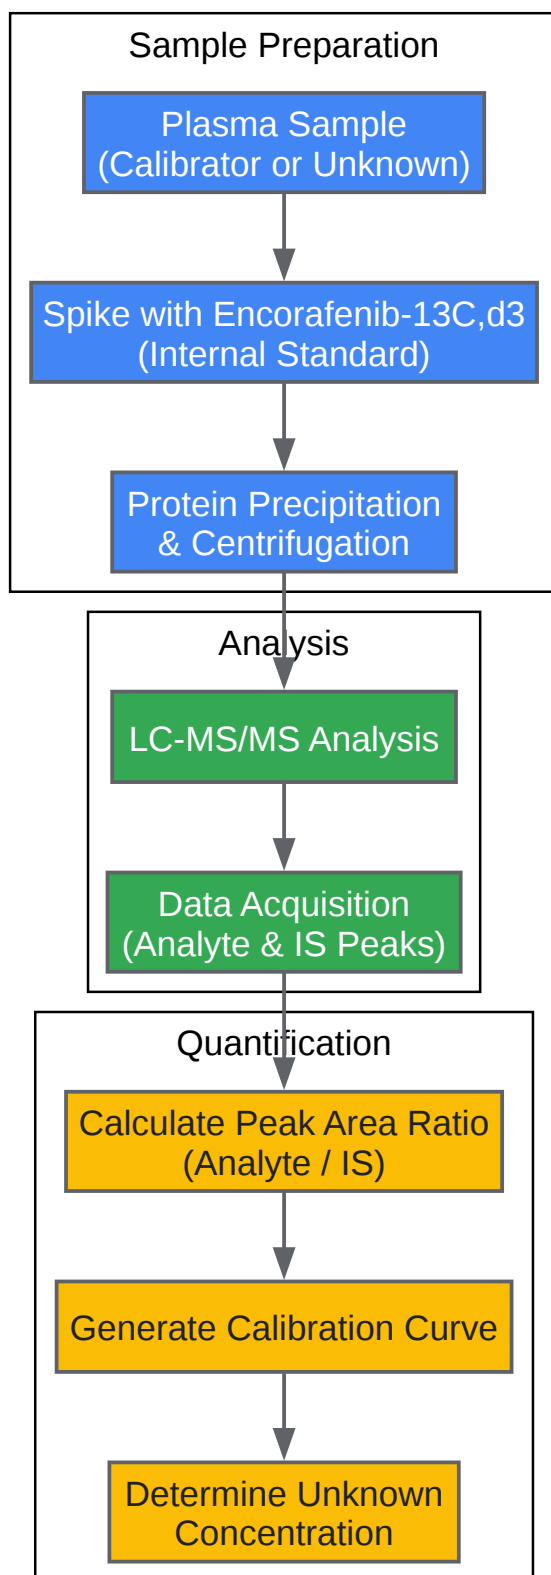 Sample Preparation
Plasma Sample
(Calibrator or Unknown)
Spike with Encorafenib-13C,d3
(Internal Standard)
Protein Precipitation
& Centrifugation
Analysis
LC-MS/MS Analysis
Data Acquisition
(Analyte & IS Peaks)
Quantification
Calculate Peak Area Ratio
(Analyte / IS)
Generate Calibration Curve
Determine Unknown
Concentration